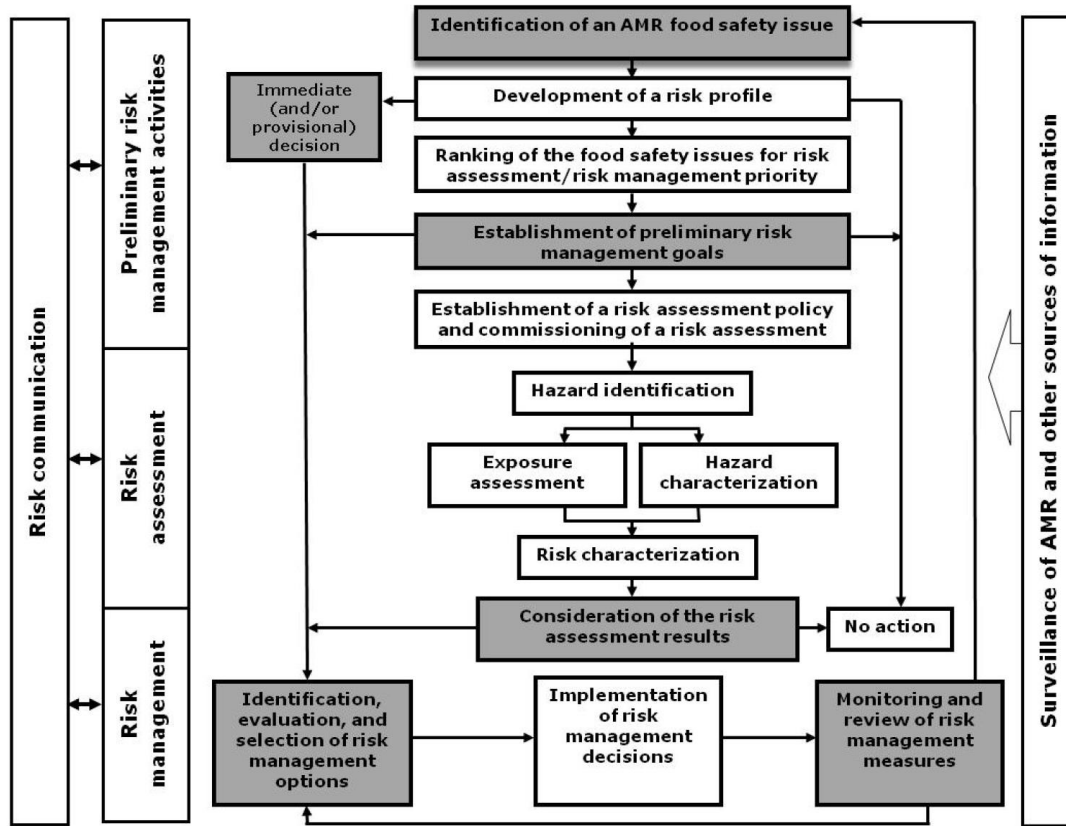 Risk communication
Preliminary risk
management activities
Risk
assessment
Risk
management
Identification of an AMR food safety issue
Immediate
(and/or
provisional)
decision
Development of a risk profile
Ranking of the food safety issues for risk
assessment/risk management priority
Establishment of preliminary risk
management goals
Establishment of a risk assessment policy
and commissioning of a risk assessment
Hazard identification
Exposure
assessment
Hazard
characterization
Risk characterization
Consideration of the risk
assessment results
No action
Identification,
evaluation, and
selection of risk
management
options
Implementation
of risk
management
decisions
Monitoring and
review of risk
management
measures
Surveillance of AMR and other sources of information